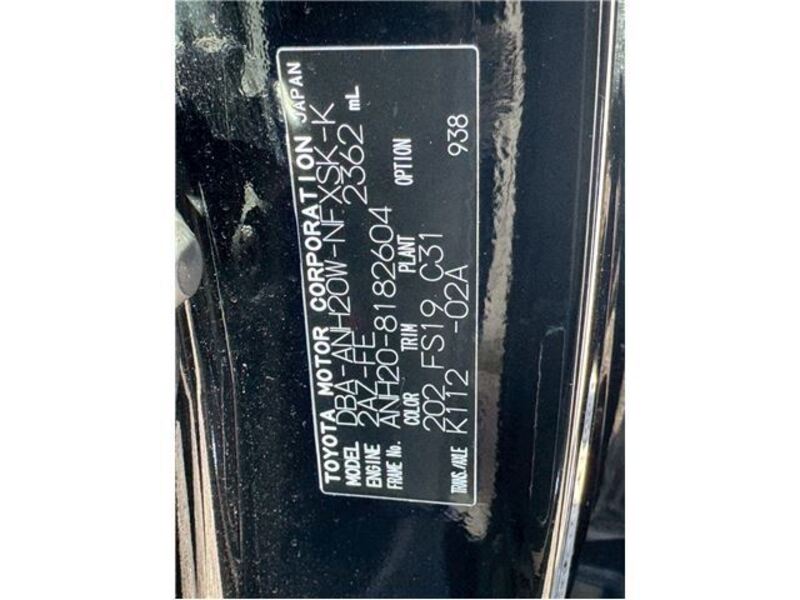 TOYOTA MOTOR CORPORATION JAPAN
MODEL DBA-ANH20W-NFXSK-K
ENGINE 2AZ-FE 2362 mL
FRAME No. ANH20-8182604
COLOR TRIM PLANT OPTION
202 FS19 C31
TRANS./AXLE K112 -02A 938